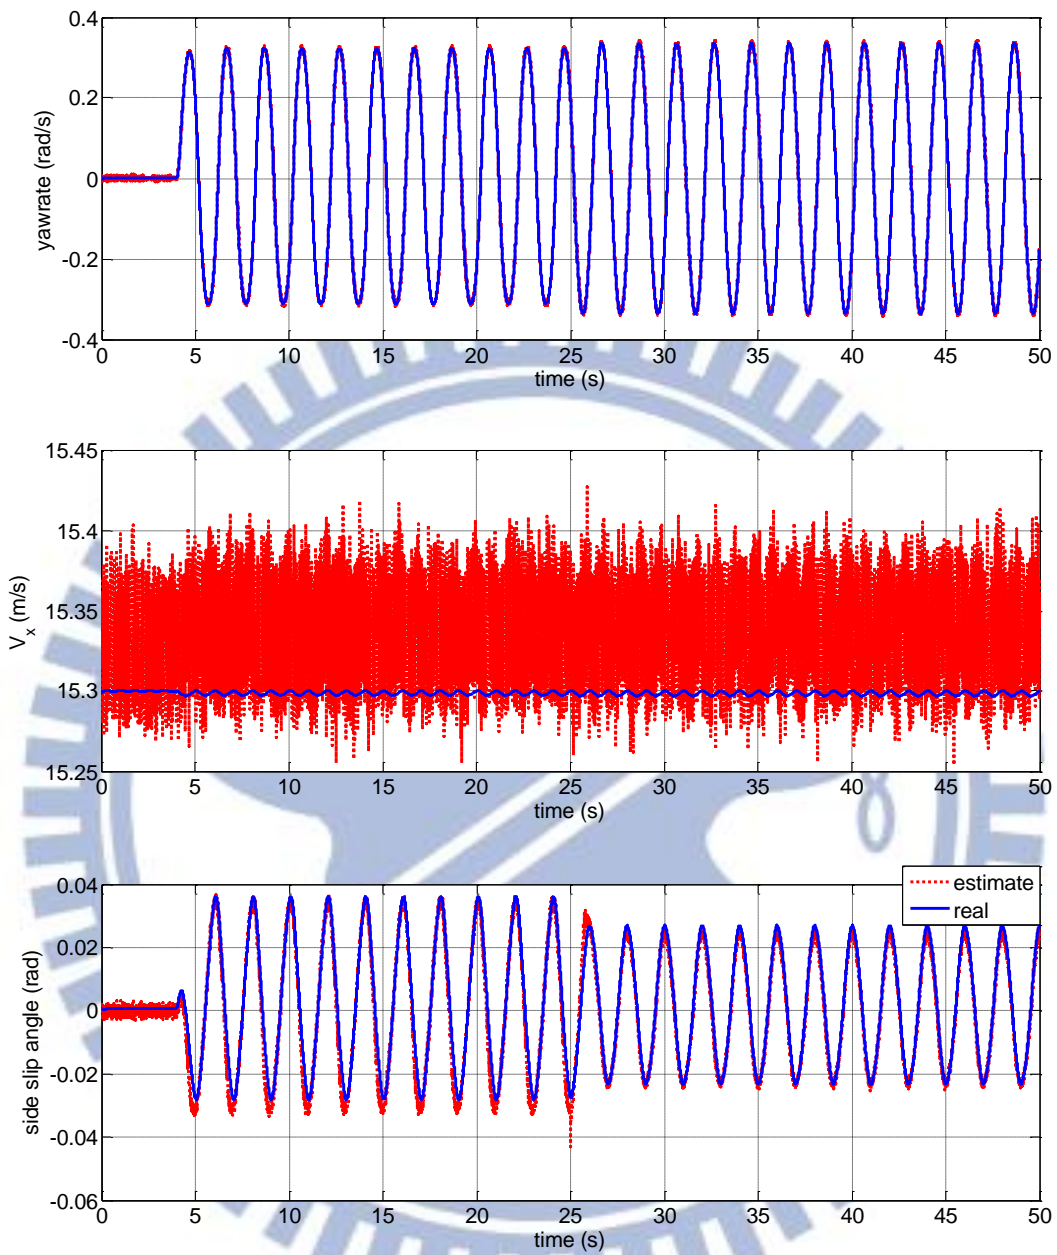 0.4
0.2
0
-0.2
-0.4
yawrate (rad/s)
0 5 10 15 20 25 30 35 40 45 50
time (s)
15.45
15.4
15.35
15.3
15.25
V_x (m/s)
0 5 10 15 20 25 30 35 40 45 50
time (s)
estimate
real
0.04
0.02
0
-0.02
-0.04
-0.06
side slip angle (rad)
0 5 10 15 20 25 30 35 40 45 50
time (s)